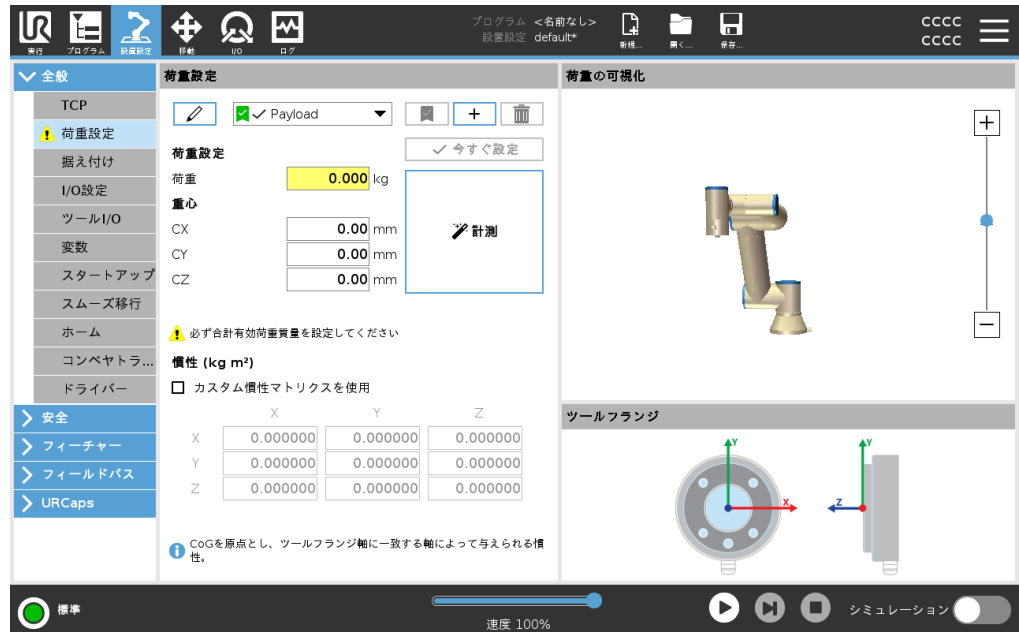 UR
実行
プログラム
設置設定
移動
I/O
ログ
プログラム <名前なし>
設置設定 default*
新規...
開く...
保存...
CCCC
CCCC
全般
TCP
荷重設定
据え付け
I/O設定
ツールI/O
変数
スタートアップ
スムーズ移行
ホーム
コンベヤトラ...
ドライバー
安全
フィーチャー
フィールドバス
URCaps
荷重設定
Payload
+
荷重設定
今すぐ設定
荷重 0.000 kg
重心
CX 0.00 mm
CY 0.00 mm
CZ 0.00 mm
計測
必ず合計有効荷重質量を設定してください
慣性 (kg m²)
カスタム慣性マトリクスを使用
X Y Z
X 0.000000 0.000000 0.000000
Y 0.000000 0.000000 0.000000
Z 0.000000 0.000000 0.000000
CoGを原点とし、ツールフランジ軸に一致する軸によって与えられる慣
性。
荷重の可視化
+
−
ツールフランジ
Y
X
Y
Z
標準
速度 100%
シミュレーション